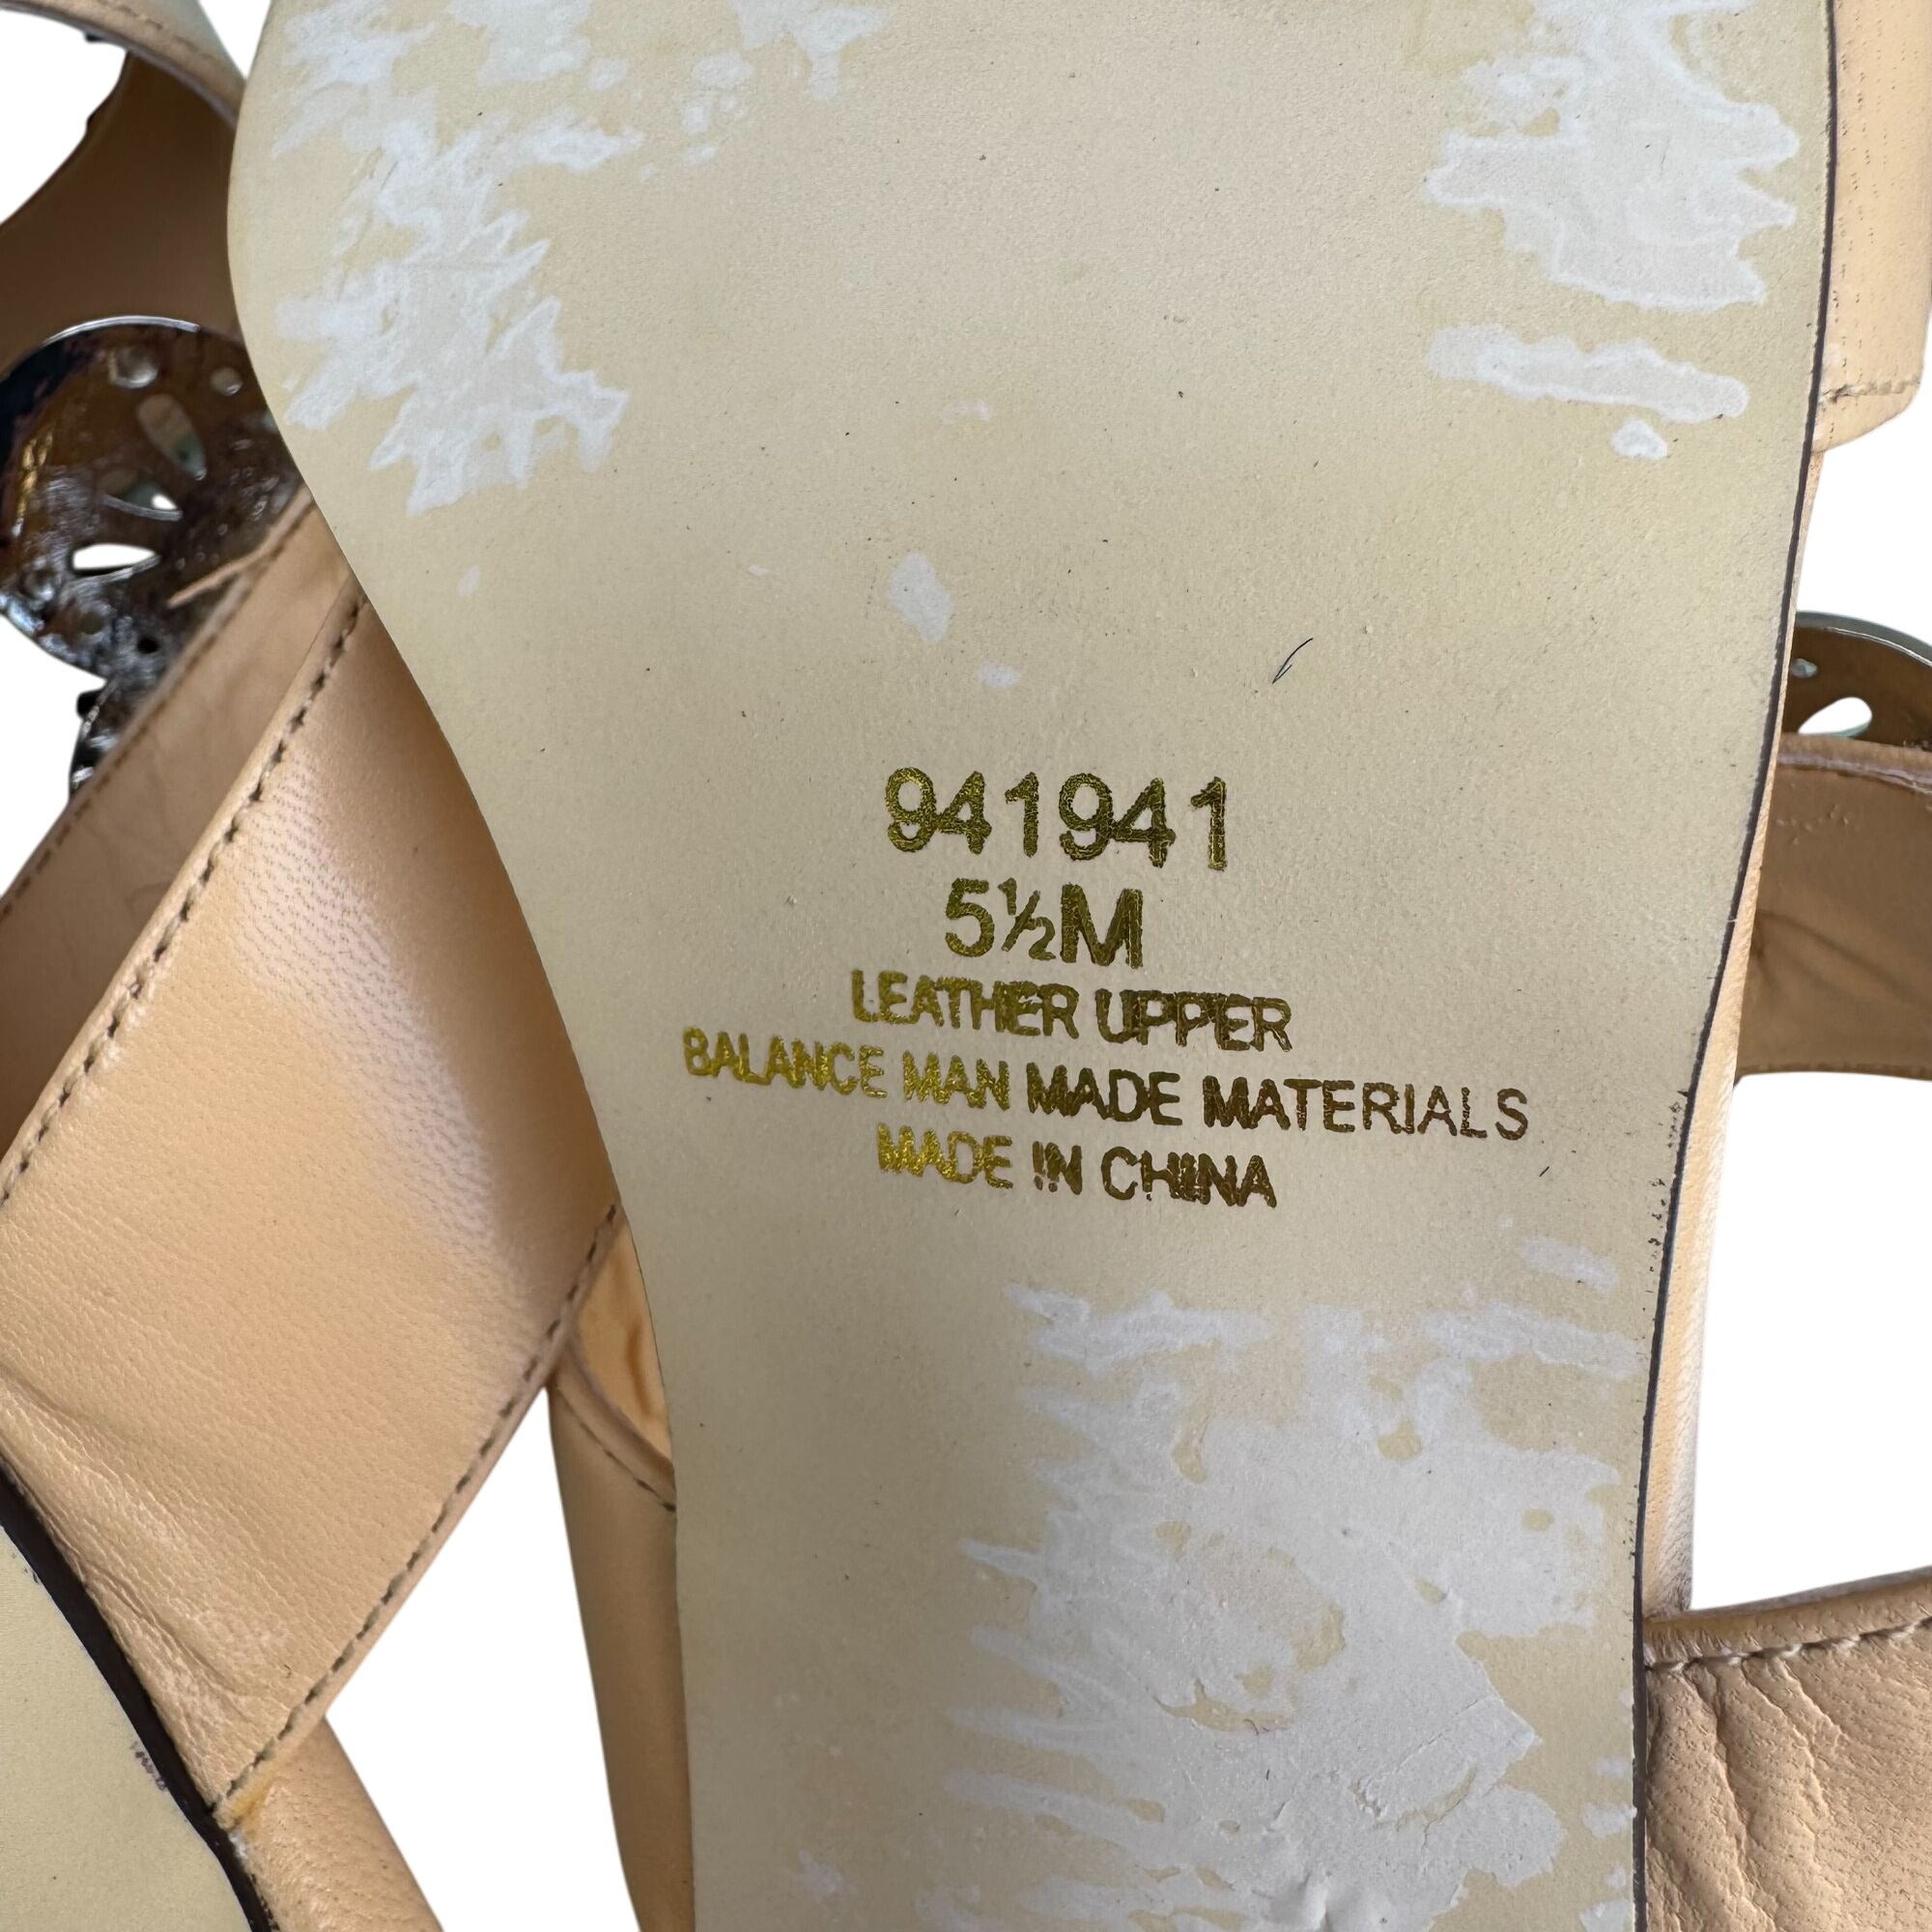 941941
5½M
LEATHER UPPER
BALANCE MAN MADE MATERIALS
MADE IN CHINA